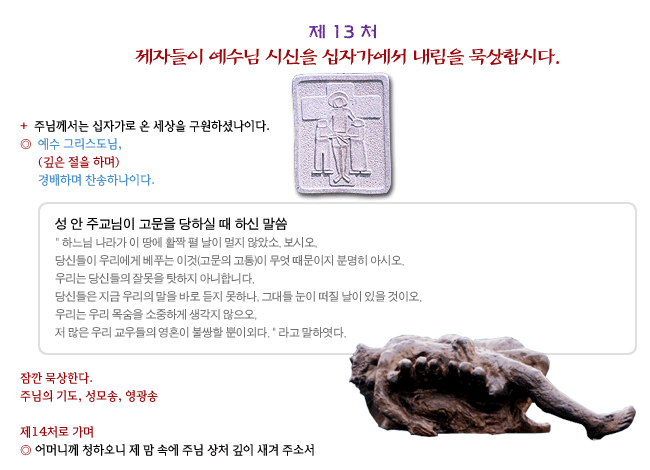 제 13 처
제자들이 예수님 시신을 십자가에서 내림을 묵상합시다.
+ 주님께서는 십자가로 온 세상을 구원하셨나이다.
◎ 예수 그리스도님,
(깊은 절을 하며)
경배하며 찬송하나이다.
성 안 주교님이 고문을 당하실 때 하신 말씀
" 하느님 나라가 이 땅에 활짝 펼 날이 멀지 않았소. 보시오.
당신들이 우리에게 베푸는 이것(고문의 고통)이 무엇 때문이지 분명히 아시오.
우리는 당신들의 잘못을 탓하지 아니합니다.
당신들은 지금 우리의 말을 바로 듣지 못하나, 그대들 눈이 떠질 날이 있을 것이오.
우리는 우리 목숨을 소중하게 생각지 않으오.
저 많은 우리 교우들의 영혼이 불쌍할 뿐이외다. " 라고 말하엿다.
잠깐 묵상한다.
주님의 기도, 성모송, 영광송
제14처로 가며
◎ 어머니께 청하오니 제 맘 속에 주님 상처 깊이 새겨 주소서